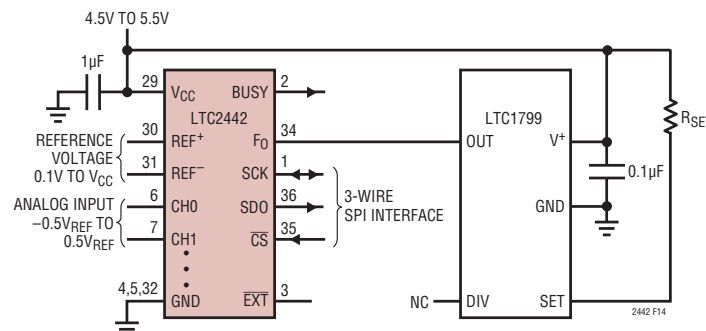 4.5V TO 5.5V
1µF
29
VCC
BUSY
2
LTC2442
30
REF+
FO
34
REFERENCE
VOLTAGE
0.1V TO VCC
31
REF−
SCK
1
ANALOG INPUT
−0.5VREF TO
0.5VREF
6
CH0
SDO
36
7
CH1
CS
35
3-WIRE
SPI INTERFACE
4,5,32
GND
EXT
3
LTC1799
OUT
V+
GND
NC
DIV
SET
RSE
0.1µF
2442 F14